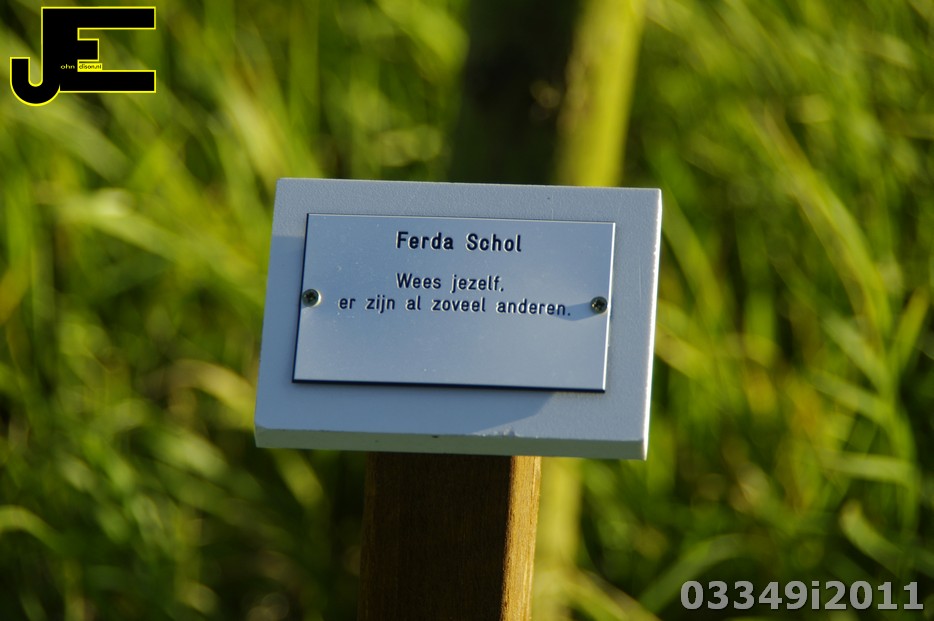 JE
ohn dison.nl
Ferda Schol
Wees jezelf.
er zijn al zoveel anderen.
03349i2011